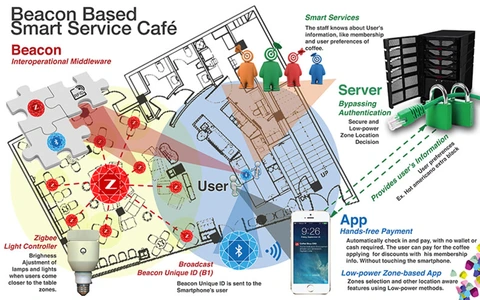 Beacon Based
Smart Service Café
Beacon
Interoperational Middleware
Smart Services
The staff knows about User's
information, like membership
and user preferences of
coffee.
Server
Bypassing
Authentication
Secure and
Low-power
Zone Location
Decision
Provides user's Information
User preferences
Ex. Hot americano extra black
User
UP
Zigbee
Light Controller
Brighness
Ajustment of
lamps and lights
when users come
closer to the table
zones.
Broadcast
Beacon Unique ID (B1)
Beacon Unique ID is sent to the
Smartphone's user
9:26
App
Hands-free Payment
Automatically check in and pay, with no wallet or
cash required. The user can pay for the coffee
applying for discounts with his membership
info. Without touching the smartphone.
Low-power Zone-based App
Zones selection and other location aware
features using Low-power methods.